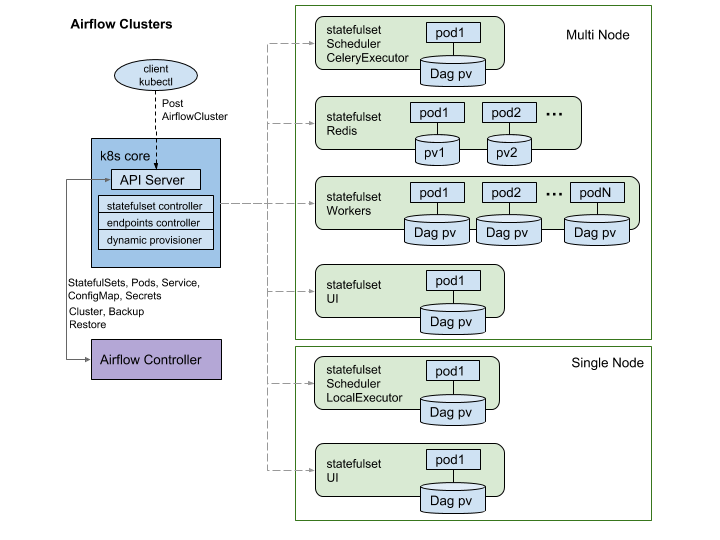 Airflow Clusters
client
kubectl
Post
AirflowCluster
k8s core
API Server
statefulset controller
endpoints controller
dynamic provisioner
StatefulSets, Pods, Service,
ConfigMap, Secrets
Cluster, Backup
Restore
Airflow Controller
Multi Node
statefulset
Scheduler
CeleryExecutor
pod1
Dag pv
statefulset
Redis
pod1
pod2
...
pv1
pv2
statefulset
Workers
pod1
pod2
...
podN
Dag pv
Dag pv
Dag pv
statefulset
UI
pod1
Dag pv
Single Node
statefulset
Scheduler
LocalExecutor
pod1
Dag pv
statefulset
UI
pod1
Dag pv